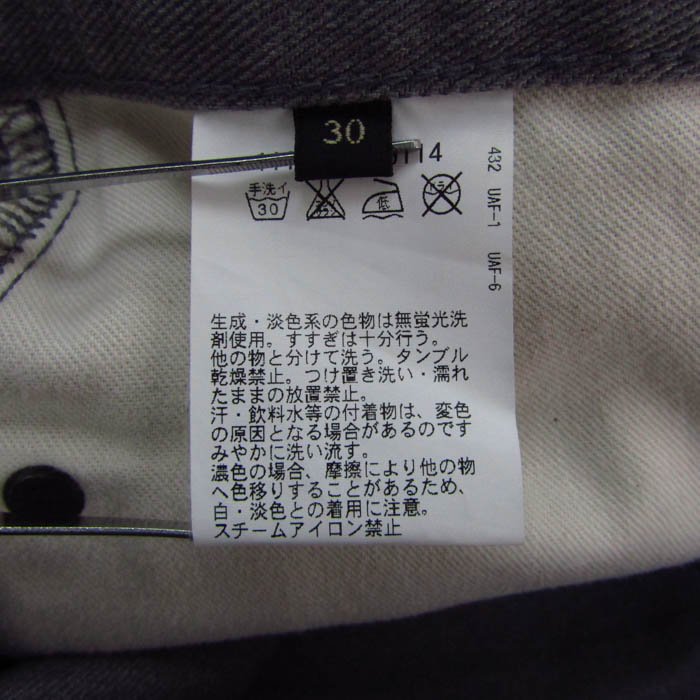 30
114
手洗イ
30
低
生成・淡色系の色物は無蛍光洗
剤使用。すすぎは十分行う。
他の物と分けて洗う。タンブル
乾燥禁止。つけ置き洗い・濡れ
たままの放置禁止。
汗・飲料水等の付着物は、変色
の原因となる場合があるのです
みやかに洗い流す。
濃色の場合、摩擦により他の物
へ色移りすることがあるため、
白・淡色との着用に注意。
スチームアイロン禁止
432 UAF-1 UAF-6